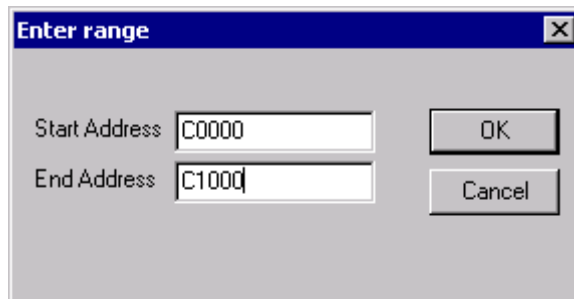 Enter range
Start Address C0000 OK
End Address C1000 Cancel